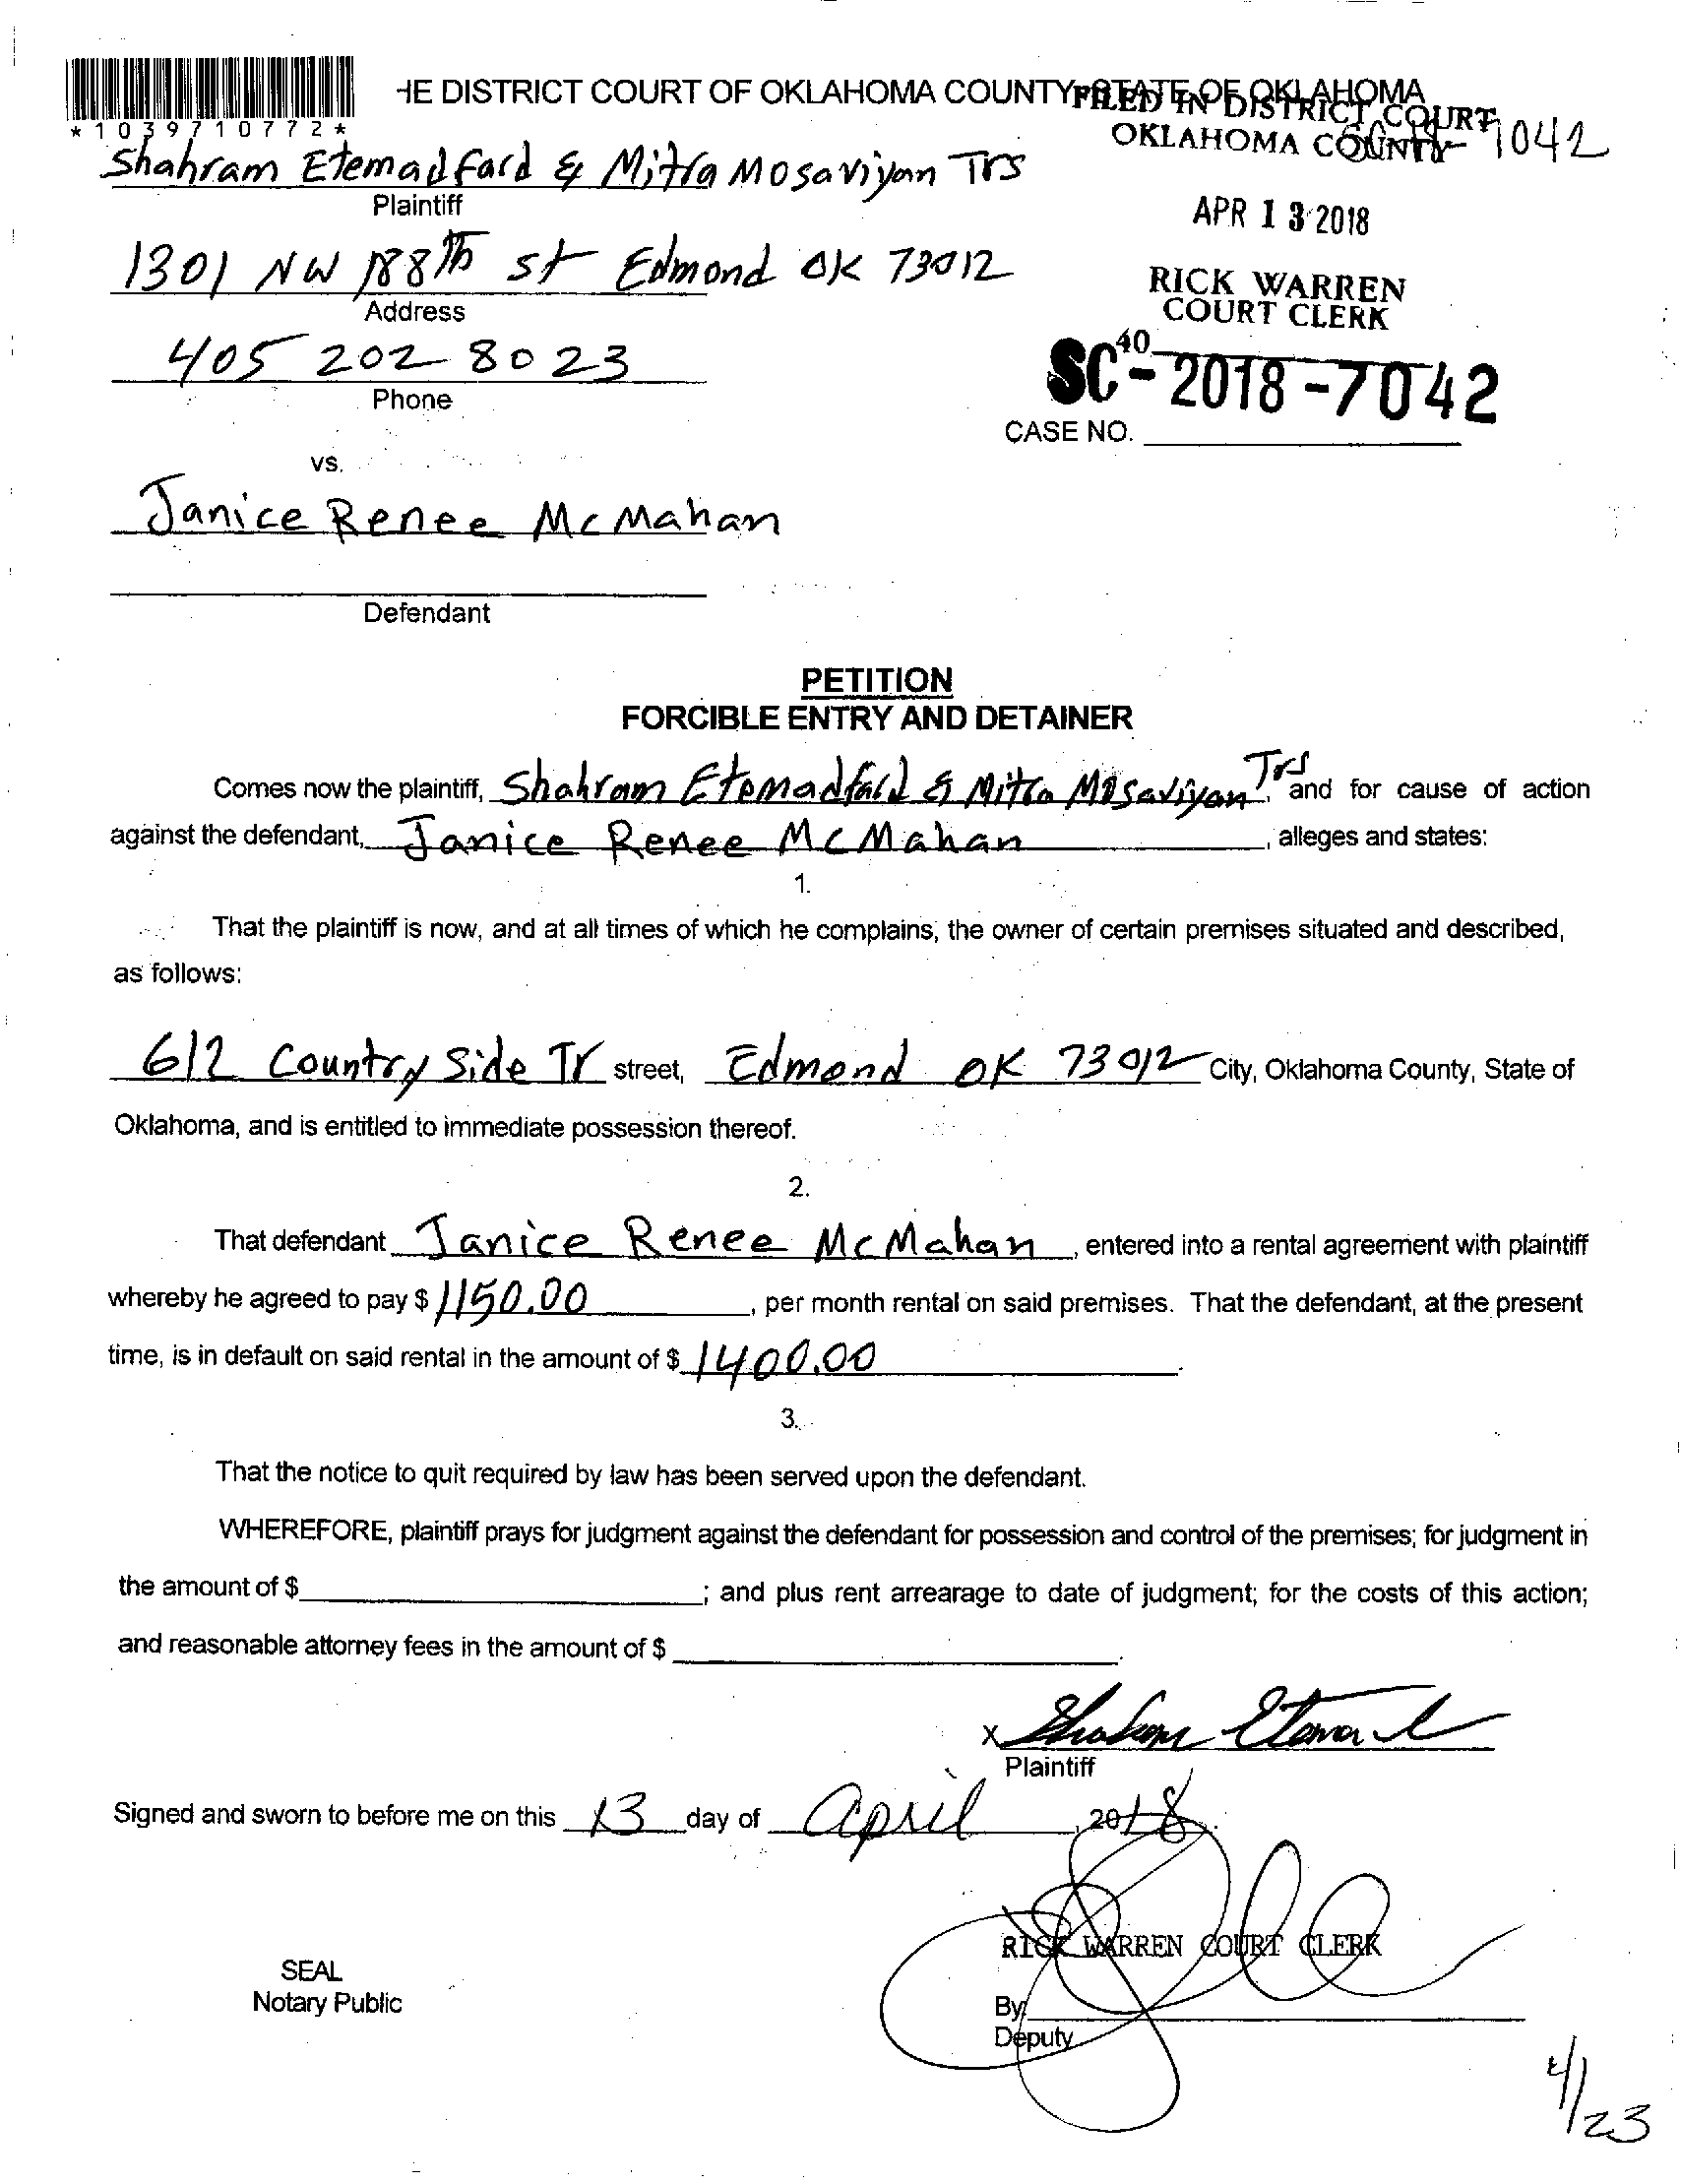 HE DISTRICT COURT OF OKLAHOMA COUNTY, STATE OF OKLAHOMA
FILED IN DISTRICT COURT
OKLAHOMA COUNTY
*1039710772*
7042
Shahram Etemadfard & Mitra Mosaviyan Trs
Plaintiff
APR 13 2018
1301 NW 188th st Edmond OK 73012
Address
RICK WARREN
COURT CLERK
405 202 8023
Phone
40
SC-2018-7042
CASE NO.
vs.
Janice Renee McMahan
Defendant
PETITION
FORCIBLE ENTRY AND DETAINER
Comes now the plaintiff, Shahram Etemadfard & Mitra Mosaviyan Trs, and for cause of action
against the defendant, Janice Renee McMahan, alleges and states:
1.
That the plaintiff is now, and at all times of which he complains, the owner of certain premises situated and described,
as follows:
612 Country Side Tr street, Edmond OK 73012 City, Oklahoma County, State of
Oklahoma, and is entitled to immediate possession thereof.
2.
That defendant Janice Renee McMahan, entered into a rental agreement with plaintiff
whereby he agreed to pay $ 1150.00, per month rental on said premises. That the defendant, at the present
time, is in default on said rental in the amount of $ 1400.00.
3.
That the notice to quit required by law has been served upon the defendant.
WHEREFORE, plaintiff prays for judgment against the defendant for possession and control of the premises; for judgment in
the amount of $ ; and plus rent arrearage to date of judgment; for the costs of this action;
and reasonable attorney fees in the amount of $ .
X
Plaintiff
Signed and sworn to before me on this 13 day of april, 2018.
RICK WARREN COURT CLERK
SEAL
Notary Public
By
Deputy
4/23